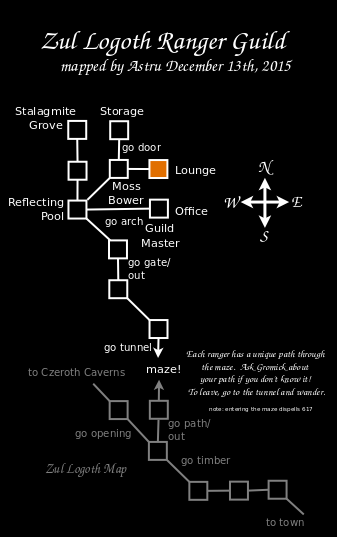 Zul Logoth Ranger Guild
mapped by Astru December 13th, 2015
Stalagmite
Grove
Storage
go door
Lounge
Moss
Bower
Reflecting
Pool
Office
go arch
Guild
Master
N
W
E
S
go gate/
out
go tunnel
maze!
Each ranger has a unique path through
the maze. Ask Gromick about
your path if you don't know it!
To leave, go to the tunnel and wander.
note: entering the maze dispells 617
to Czeroth Caverns
go opening
go path/
out
Zul Logoth Map
go timber
to town